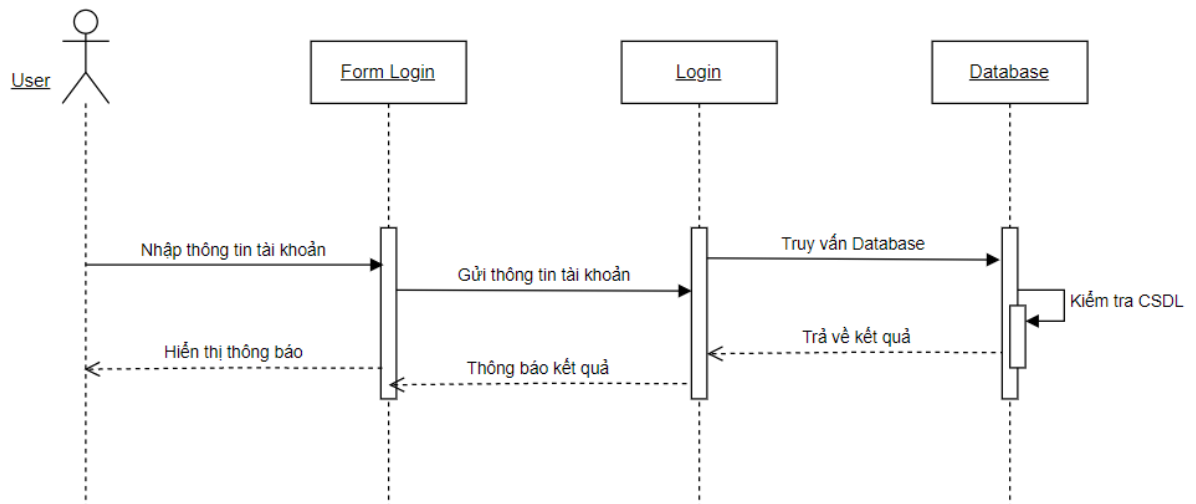 User
Form Login
Login
Database
Nhập thông tin tài khoản
Gửi thông tin tài khoản
Truy vấn Database
Kiểm tra CSDL
Trả về kết quả
Hiển thị thông báo
Thông báo kết quả